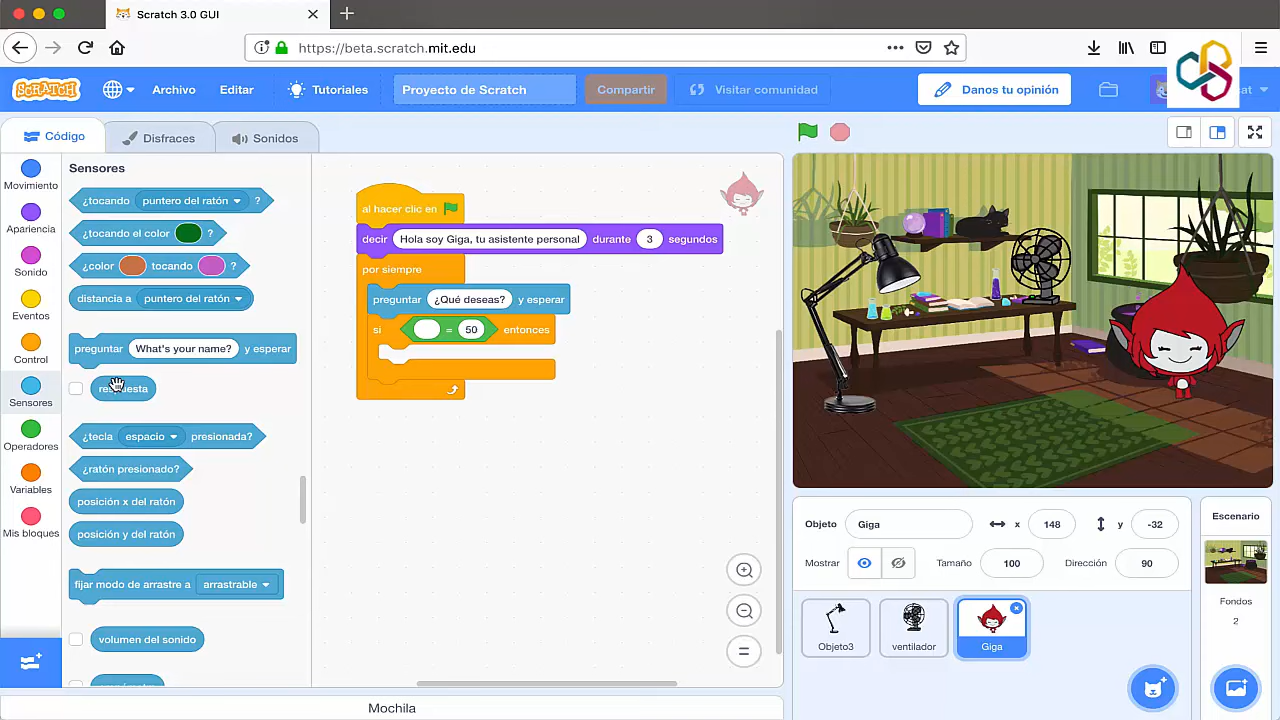 Scratch 3.0 GUI
https://beta.scratch.mit.edu
SCRATCH
Archivo
Editar
Tutoriales
Proyecto de Scratch
Compartir
Visitar comunidad
Danos tu opinión
Código
Disfraces
Sonidos
Movimiento
Apariencia
Sonido
Eventos
Control
Sensores
Operadores
Variables
Mis bloques
Sensores
¿tocando puntero del ratón ?
¿tocando el color ?
¿color tocando ?
distancia a puntero del ratón
preguntar What's your name? y esperar
¿tecla espacio presionada?
¿ratón presionado?
posición x del ratón
posición y del ratón
fijar modo de arrastre a arrastrable
volumen del sonido
al hacer clic en
decir Hola soy Giga, tu asistente personal durante 3 segundos
por siempre
preguntar ¿Qué deseas? y esperar
si = 50 entonces
Objeto Giga x 148 y -32
Mostrar Tamaño 100 Dirección 90
Objeto3
ventilador
Giga
Escenario
Fondos
2
Mochila